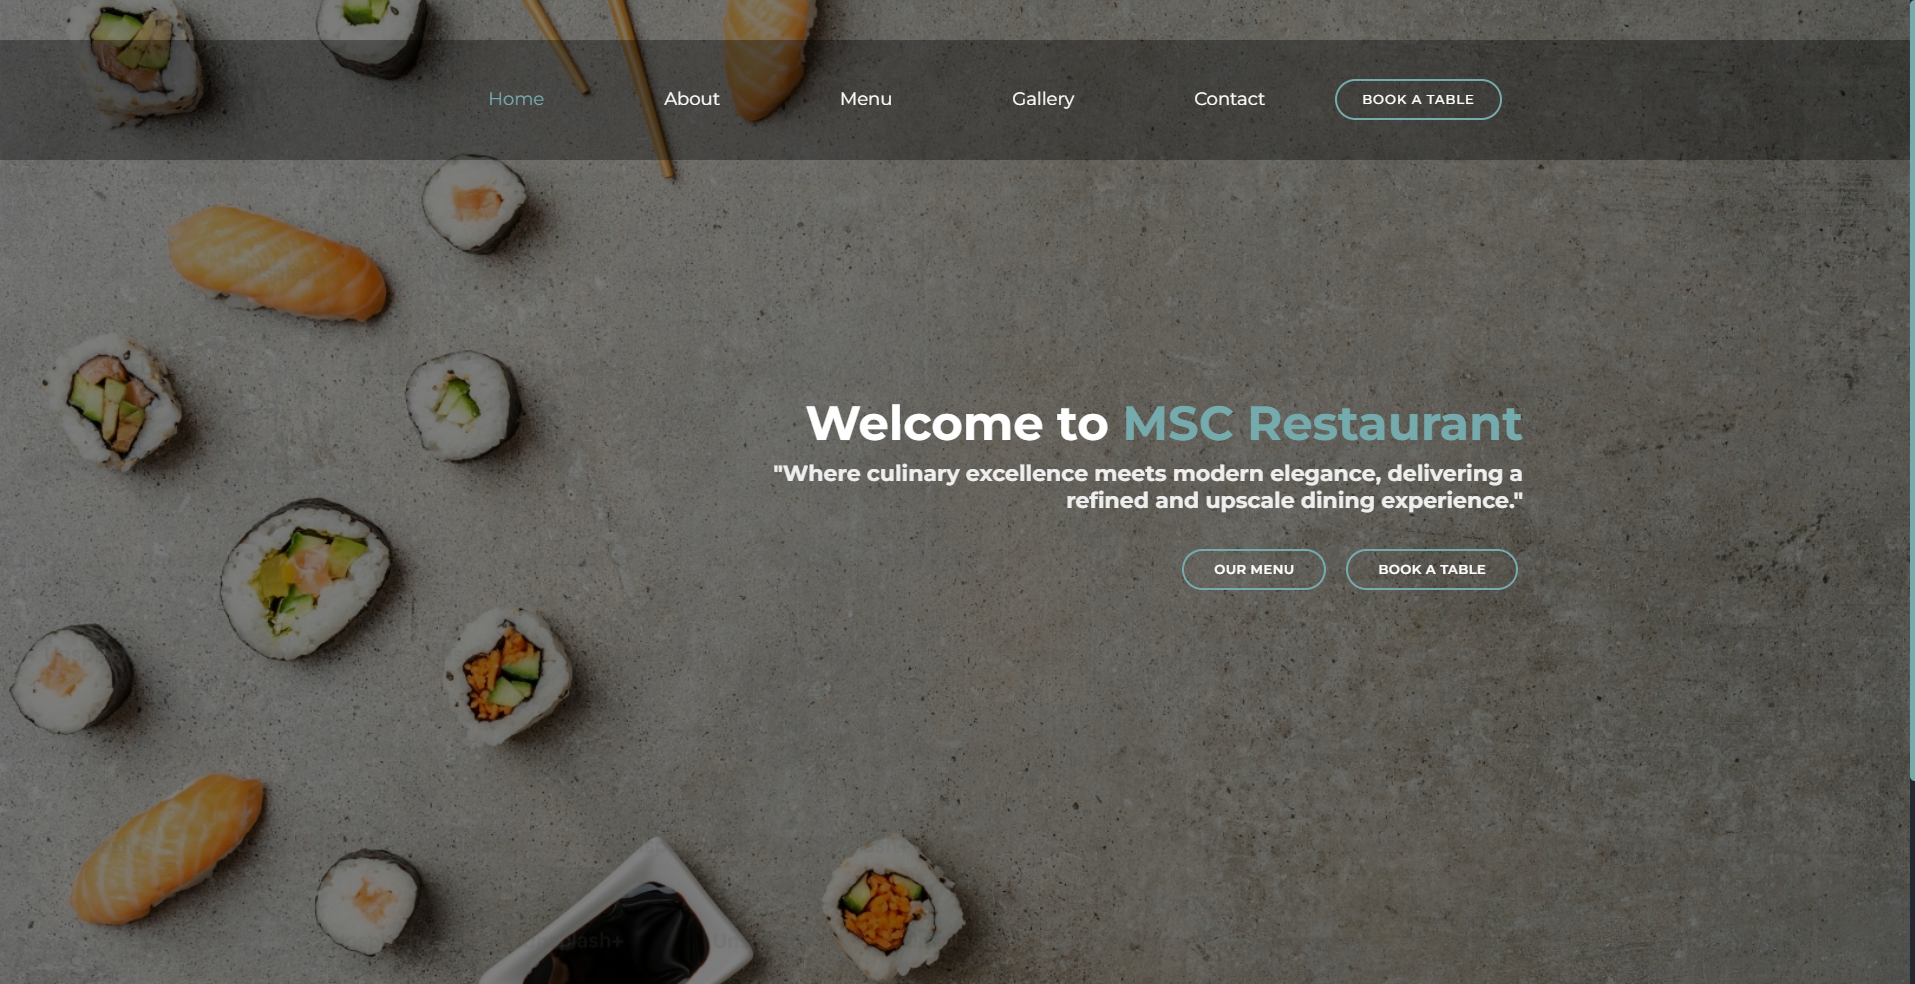 Home
About
Menu
Gallery
Contact
BOOK A TABLE
Welcome to MSC Restaurant
"Where culinary excellence meets modern elegance, delivering a
refined and upscale dining experience."
OUR MENU
BOOK A TABLE